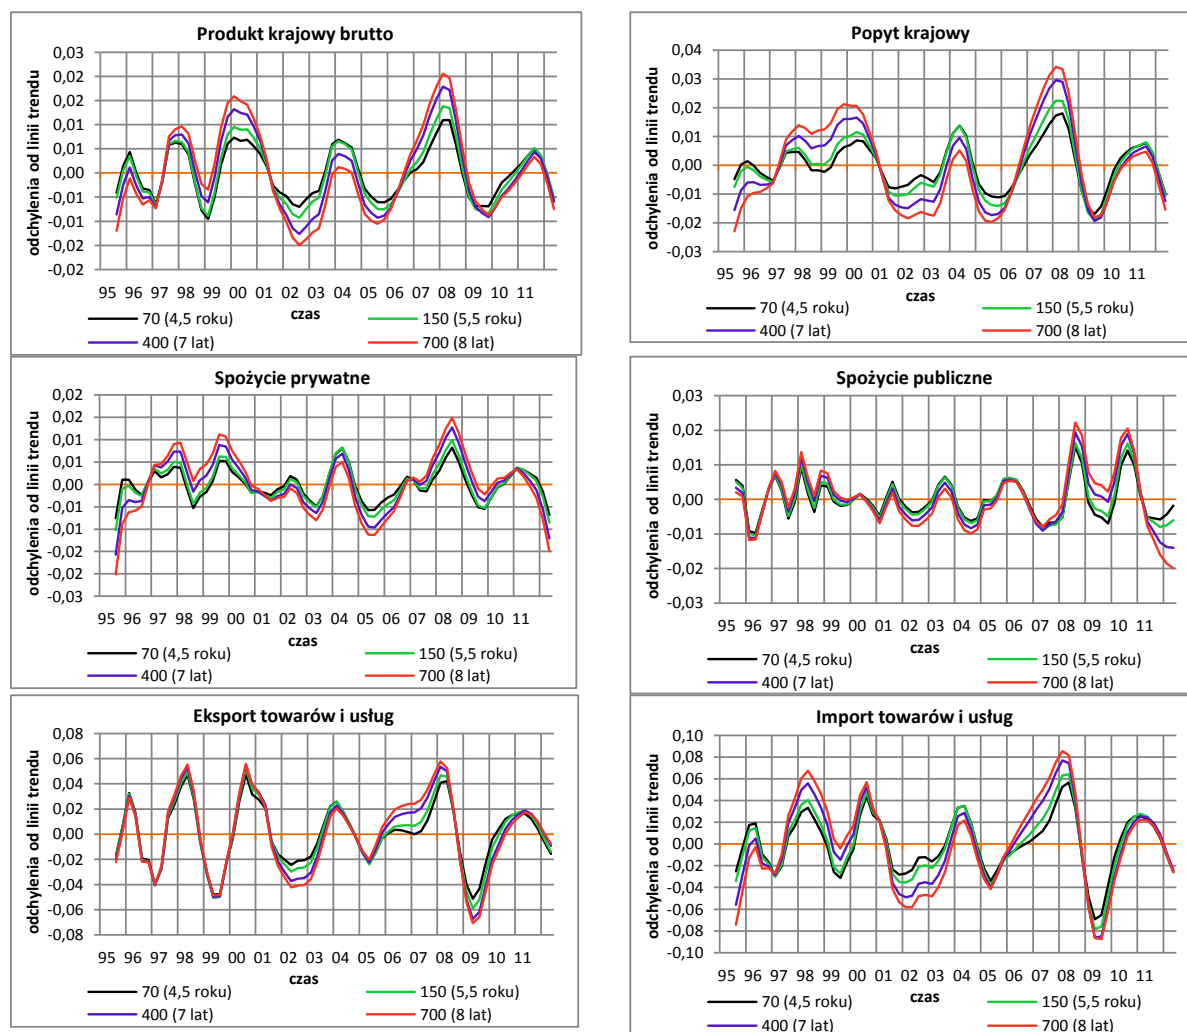 Produkt krajowy brutto
odchylenia od linii trendu
0,03
0,02
0,02
0,01
0,01
0,00
-0,01
-0,01
-0,02
-0,02
95 96 97 98 99 00 01 02 03 04 05 06 07 08 09 10 11
czas
70 (4,5 roku) 150 (5,5 roku)
400 (7 lat) 700 (8 lat)
Popyt krajowy
odchylenia od linii trendu
0,04
0,03
0,02
0,01
0,00
-0,01
-0,02
-0,03
95 96 97 98 99 00 01 02 03 04 05 06 07 08 09 10 11
czas
70 (4,5 roku) 150 (5,5 roku)
400 (7 lat) 700 (8 lat)
Spożycie prywatne
odchylenia od linii trendu
0,02
0,02
0,01
0,01
0,00
-0,01
-0,01
-0,02
-0,02
-0,03
95 96 97 98 99 00 01 02 03 04 05 06 07 08 09 10 11
czas
70 (4,5 roku) 150 (5,5 roku)
400 (7 lat) 700 (8 lat)
Spożycie publiczne
odchylenia od linii trendu
0,03
0,02
0,01
0,00
-0,01
-0,02
-0,03
95 96 97 98 99 00 01 02 03 04 05 06 07 08 09 10 11
czas
70 (4,5 roku) 150 (5,5 roku)
400 (7 lat) 700 (8 lat)
Eksport towarów i usług
odchylenia od linii trendu
0,08
0,06
0,04
0,02
0,00
-0,02
-0,04
-0,06
-0,08
95 96 97 98 99 00 01 02 03 04 05 06 07 08 09 10 11
czas
70 (4,5 roku) 150 (5,5 roku)
400 (7 lat) 700 (8 lat)
Import towarów i usług
odchylenia od linii trendu
0,10
0,08
0,06
0,04
0,02
0,00
-0,02
-0,04
-0,06
-0,08
-0,10
95 96 97 98 99 00 01 02 03 04 05 06 07 08 09 10 11
czas
70 (4,5 roku) 150 (5,5 roku)
400 (7 lat) 700 (8 lat)